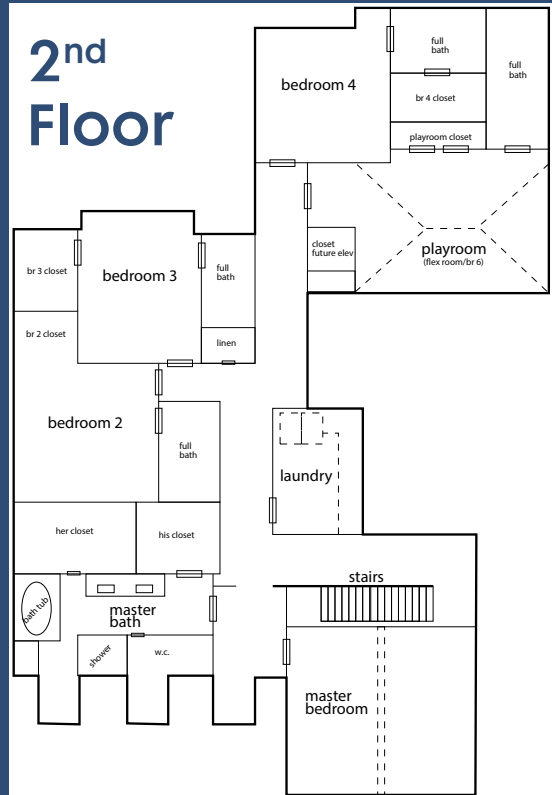 2nd
Floor
bedroom 4
full
bath
full
bath
br 4 closet
playroom closet
closet
future elev
playroom
(flex room/br 6)
br 3 closet
bedroom 3
full
bath
br 2 closet
linen
bedroom 2
full
bath
laundry
her closet
his closet
stairs
bath tub
master
bath
shower
w.c.
master
bedroom